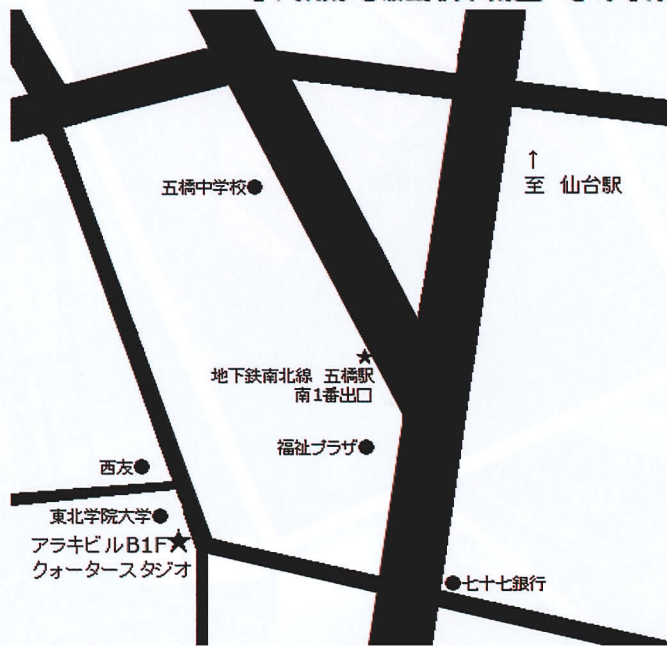 ↑
至 仙台駅
五橋中学校●
★
地下鉄南北線 五橋駅
南1番出口
福祉プラザ●
西友●
東北学院大学●
アラキビルB1F★
クォータースタジオ
●七十七銀行